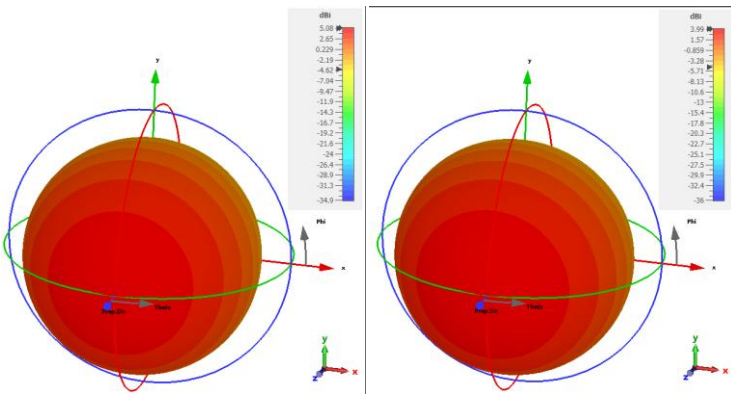 dBi
5.08
2.65
0.229
-2.19
-4.62
-7.04
-9.47
-11.9
-14.3
-16.7
-19.2
-21.6
-24
-26.4
-28.9
-31.3
-34.9
y
Phi
x
Theta
y
z
x
dBi
3.99
1.57
-0.859
-3.28
-5.71
-8.13
-10.6
-13
-15.4
-17.8
-20.3
-22.7
-25.1
-27.5
-29.9
-32.4
-36
y
Phi
x
Theta
y
z
x